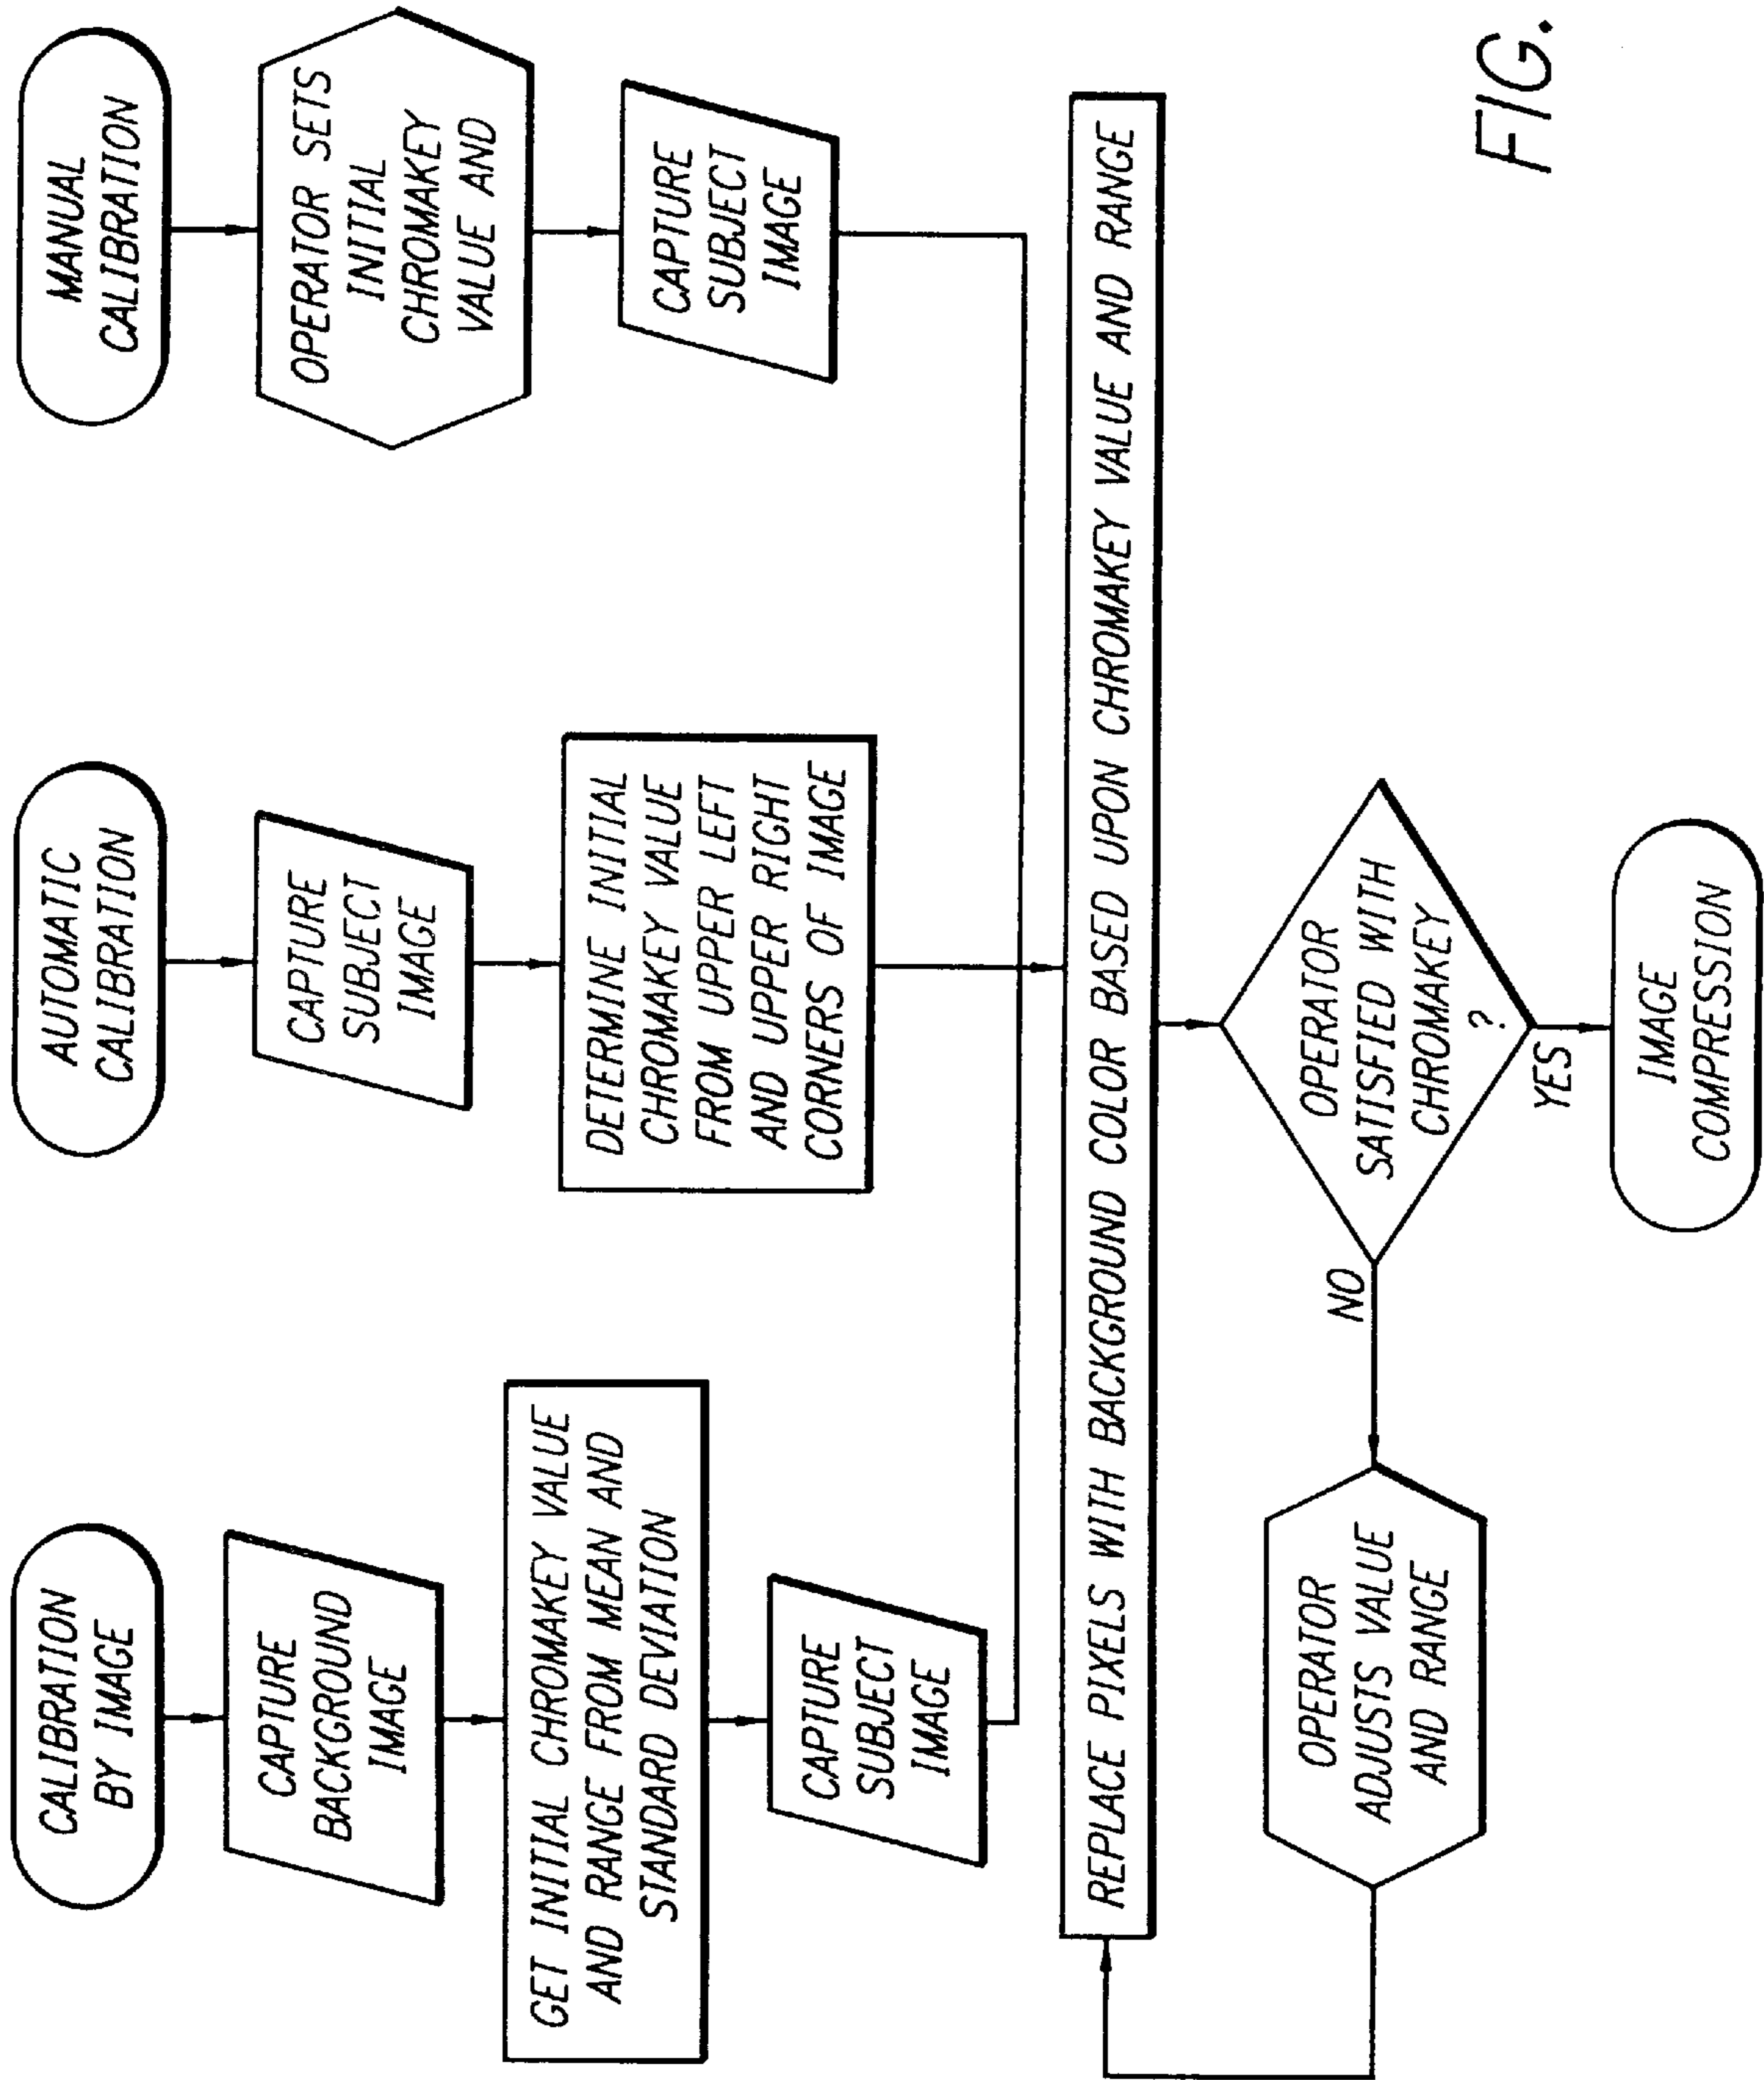 CALIBRATION
BY IMAGE
CAPTURE
BACKGROUND
IMAGE
GET INITIAL CHROMAKEY VALUE
AND RANGE FROM MEAN AND
STANDARD DEVIATION
CAPTURE
SUBJECT
IMAGE
AUTOMATIC
CALIBRATION
CAPTURE
SUBJECT
IMAGE
DETERMINE INITIAL
CHROMAKEY VALUE
FROM UPPER LEFT
AND UPPER RIGHT
CORNERS OF IMAGE
MANUAL
CALIBRATION
OPERATOR SETS
INITIAL
CHROMAKEY
VALUE AND
CAPTURE
SUBJECT
IMAGE
REPLACE PIXELS WITH BACKGROUND COLOR BASED UPON CHROMAKEY VALUE AND RANGE
OPERATOR
SATISFIED WITH
CHROMAKEY
?
NO
YES
OPERATOR
ADJUSTS VALUE
AND RANGE
IMAGE
COMPRESSION
FIG.